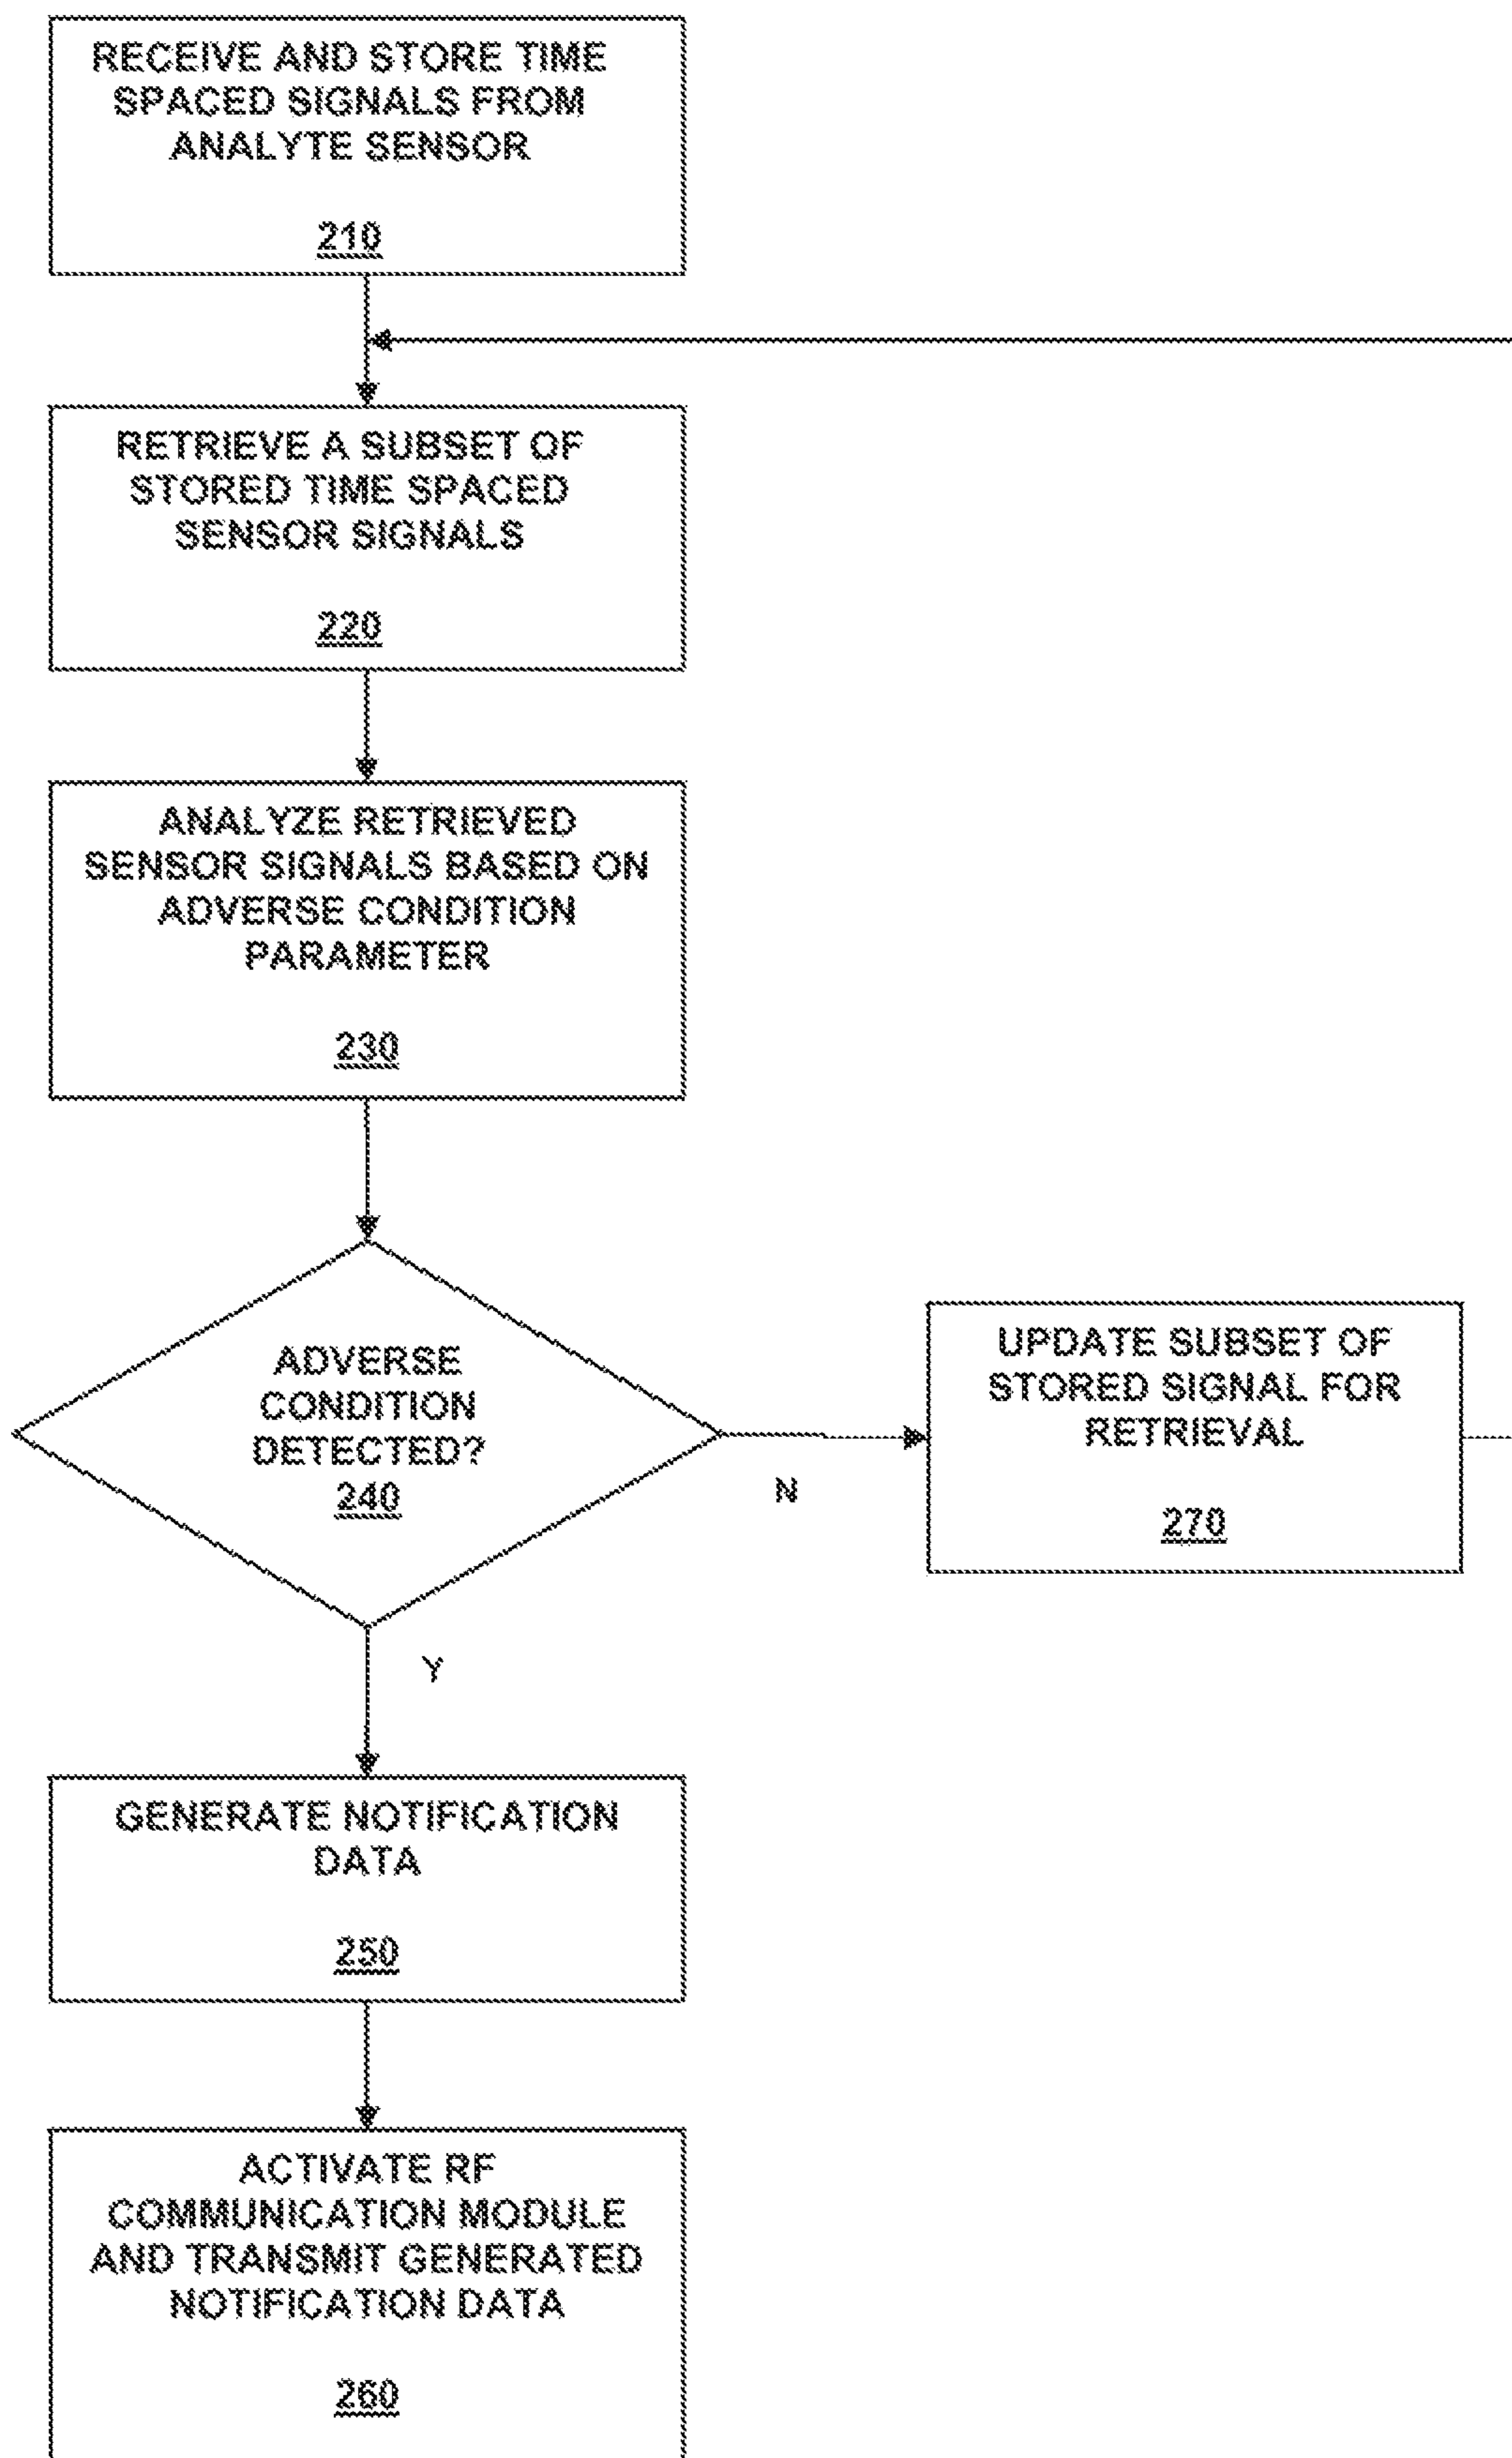 RECEIVE AND STORE TIME
SPACED SIGNALS FROM
ANALYTE SENSOR
210
RETRIEVE A SUBSET OF
STORED TIME SPACED
SENSOR SIGNALS
220
ANALYZE RETRIEVED
SENSOR SIGNALS BASED ON
ADVERSE CONDITION
PARAMETER
230
ADVERSE
CONDITION
DETECTED?
240
N
UPDATE SUBSET OF
STORED SIGNAL FOR
RETRIEVAL
270
Y
GENERATE NOTIFICATION
DATA
250
ACTIVATE RF
COMMUNICATION MODULE
AND TRANSMIT GENERATED
NOTIFICATION DATA
260